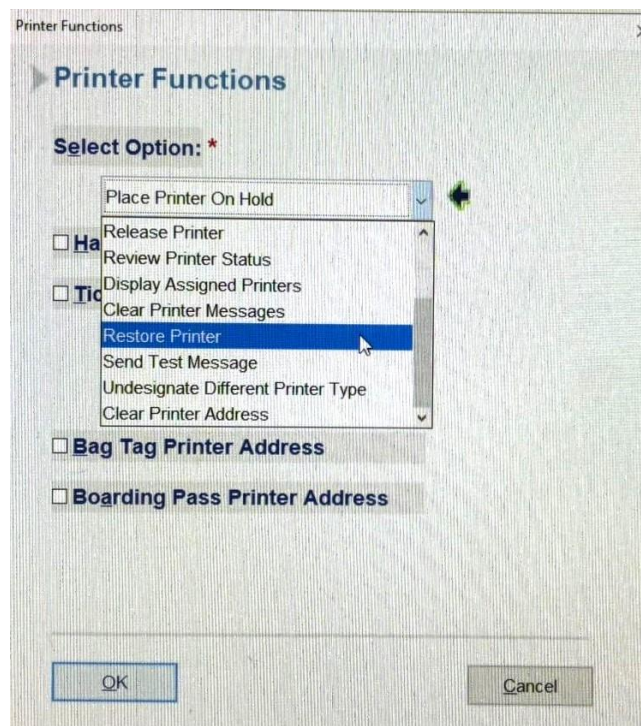 Printer Functions
Printer Functions
Select Option: *
Place Printer On Hold
Release Printer
Review Printer Status
Display Assigned Printers
Clear Printer Messages
Restore Printer
Send Test Message
Undesignate Different Printer Type
Clear Printer Address
Bag Tag Printer Address
Boarding Pass Printer Address
OK
Cancel